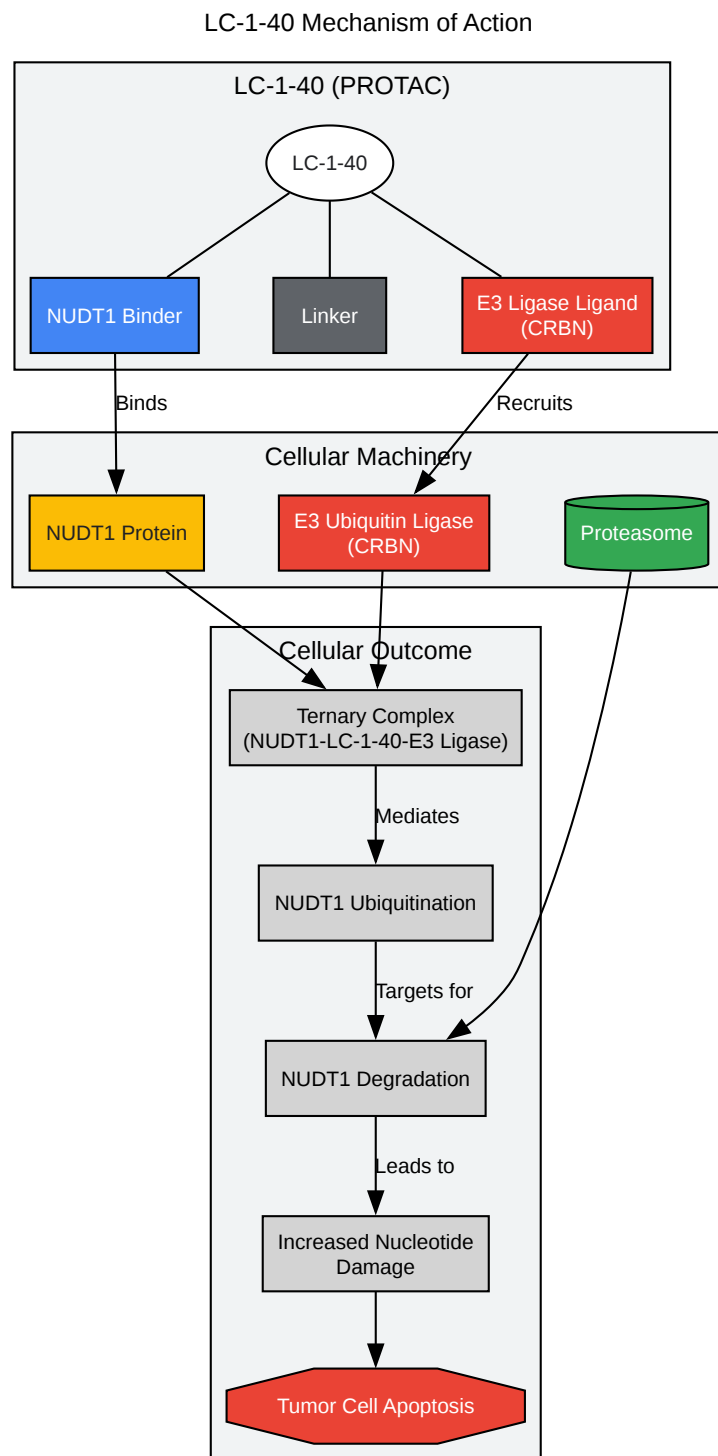 LC-1-40 Mechanism of Action
LC-1-40 (PROTAC)
LC-1-40
NUDT1 Binder
Linker
E3 Ligase Ligand
(CRBN)
Binds
Recruits
Cellular Machinery
NUDT1 Protein
E3 Ubiquitin Ligase
(CRBN)
Proteasome
Cellular Outcome
Ternary Complex
(NUDT1-LC-1-40-E3 Ligase)
Mediates
NUDT1 Ubiquitination
Targets for
NUDT1 Degradation
Leads to
Increased Nucleotide
Damage
Tumor Cell Apoptosis